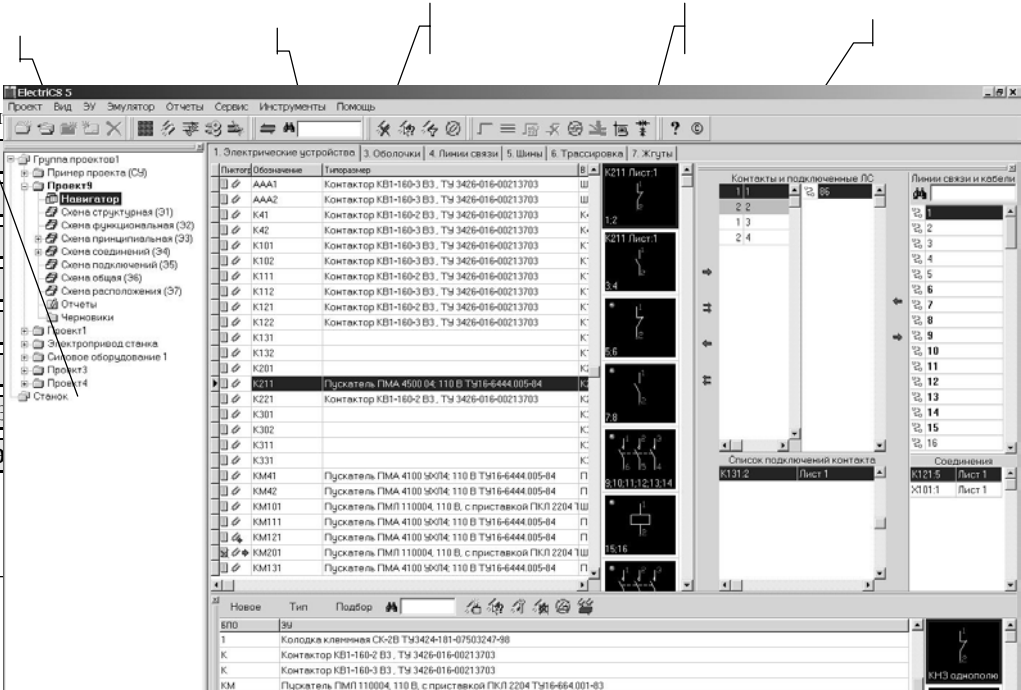 ElectriCS 5
Проект Вид ЭУ Эмулятор Отчеты Сервис Инструменты Помощь
Группа проектов1
Пример проекта (СУ)
Проект9
Навигатор
Схема структурная (Э1)
Схема функциональная (Э2)
Схема принципиальная (Э3)
Схема соединений (Э4)
Схема подключений (Э5)
Схема общая (Э6)
Схема расположения (Э7)
Отчеты
Черновики
Проект1
Электропривод станка
Силовое оборудование 1
Проект3
Проект4
Станок
1. Электрические устройства 3. Оболочки 4. Линии связи 5. Шины 6. Трассировка 7. Жгуты
Пиктогр Обозначение Типоразмер В
AAA1 Контактор КВ1-160-3 В3 , ТУ 3426-016-00213703 Ш
AAA2 Контактор КВ1-160-3 В3 , ТУ 3426-016-00213703 Ш
K41 Контактор КВ1-160-2 В3 , ТУ 3426-016-00213703 К
K42 Контактор КВ1-160-3 В3 , ТУ 3426-016-00213703 К
K101 Контактор КВ1-160-2 В3 , ТУ 3426-016-00213703 К
K102 Контактор КВ1-160-3 В3 , ТУ 3426-016-00213703 К
K111 Контактор КВ1-160-2 В3 , ТУ 3426-016-00213703 К
K112 Контактор КВ1-160-3 В3 , ТУ 3426-016-00213703 К
K121 Контактор КВ1-160-2 В3 , ТУ 3426-016-00213703 К
K122 Контактор КВ1-160-3 В3 , ТУ 3426-016-00213703 К
K131 К
K132 К
K201 К
K211 Пускатель ПМА 4500 04; 110 В ТУ16-6444.005-84 К
K221 Контактор КВ1-160-2 В3 , ТУ 3426-016-00213703 К
K301 К
K302 К
K311 К
K331 К
KM41 Пускатель ПМА 4100 УХЛ4; 110 В ТУ16-6444.005-84 П
KM42 Пускатель ПМА 4100 УХЛ4; 110 В ТУ16-6444.005-84 П
KM101 Пускатель ПМЛ 110004, 110 В, с приставкой ПКЛ 2204 Т Ш
KM111 Пускатель ПМА 4100 УХЛ4; 110 В ТУ16-6444.005-84 П
KM121 Пускатель ПМА 4100 УХЛ4; 110 В ТУ16-6444.005-84 П
KM201 Пускатель ПМЛ 110004, 110 В, с приставкой ПКЛ 2204 Т Ш
KM131 Пускатель ПМА 4100 УХЛ4; 110 В ТУ16-6444.005-84 П
K211 Лист:1
1;2
K211 Лист:1
3;4
5;6
7;8
9;10;11;12;13;14
15;16
Контакты и подключенные ЛС
1 1
2 2
1 3
2 4
86
Линии связи и кабели
1
2
3
4
5
6
7
8
9
10
11
12
13
14
15
16
Список подключений контакта
K131:2 Лист 1
Соединения
K121:5 Лист 1
X101:1 Лист 1
Новое Тип Подбор
БПО ЭУ
1 Колодка клеммная СК-2В ТУ3424-181-07503247-98
К Контактор КВ1-160-2 В3 , ТУ 3426-016-00213703
К Контактор КВ1-160-3 В3 , ТУ 3426-016-00213703
КМ Пускатель ПМЛ 110004, 110 В, с приставкой ПКЛ 2204 ТУ16-664.001-83
КНЗ однополю